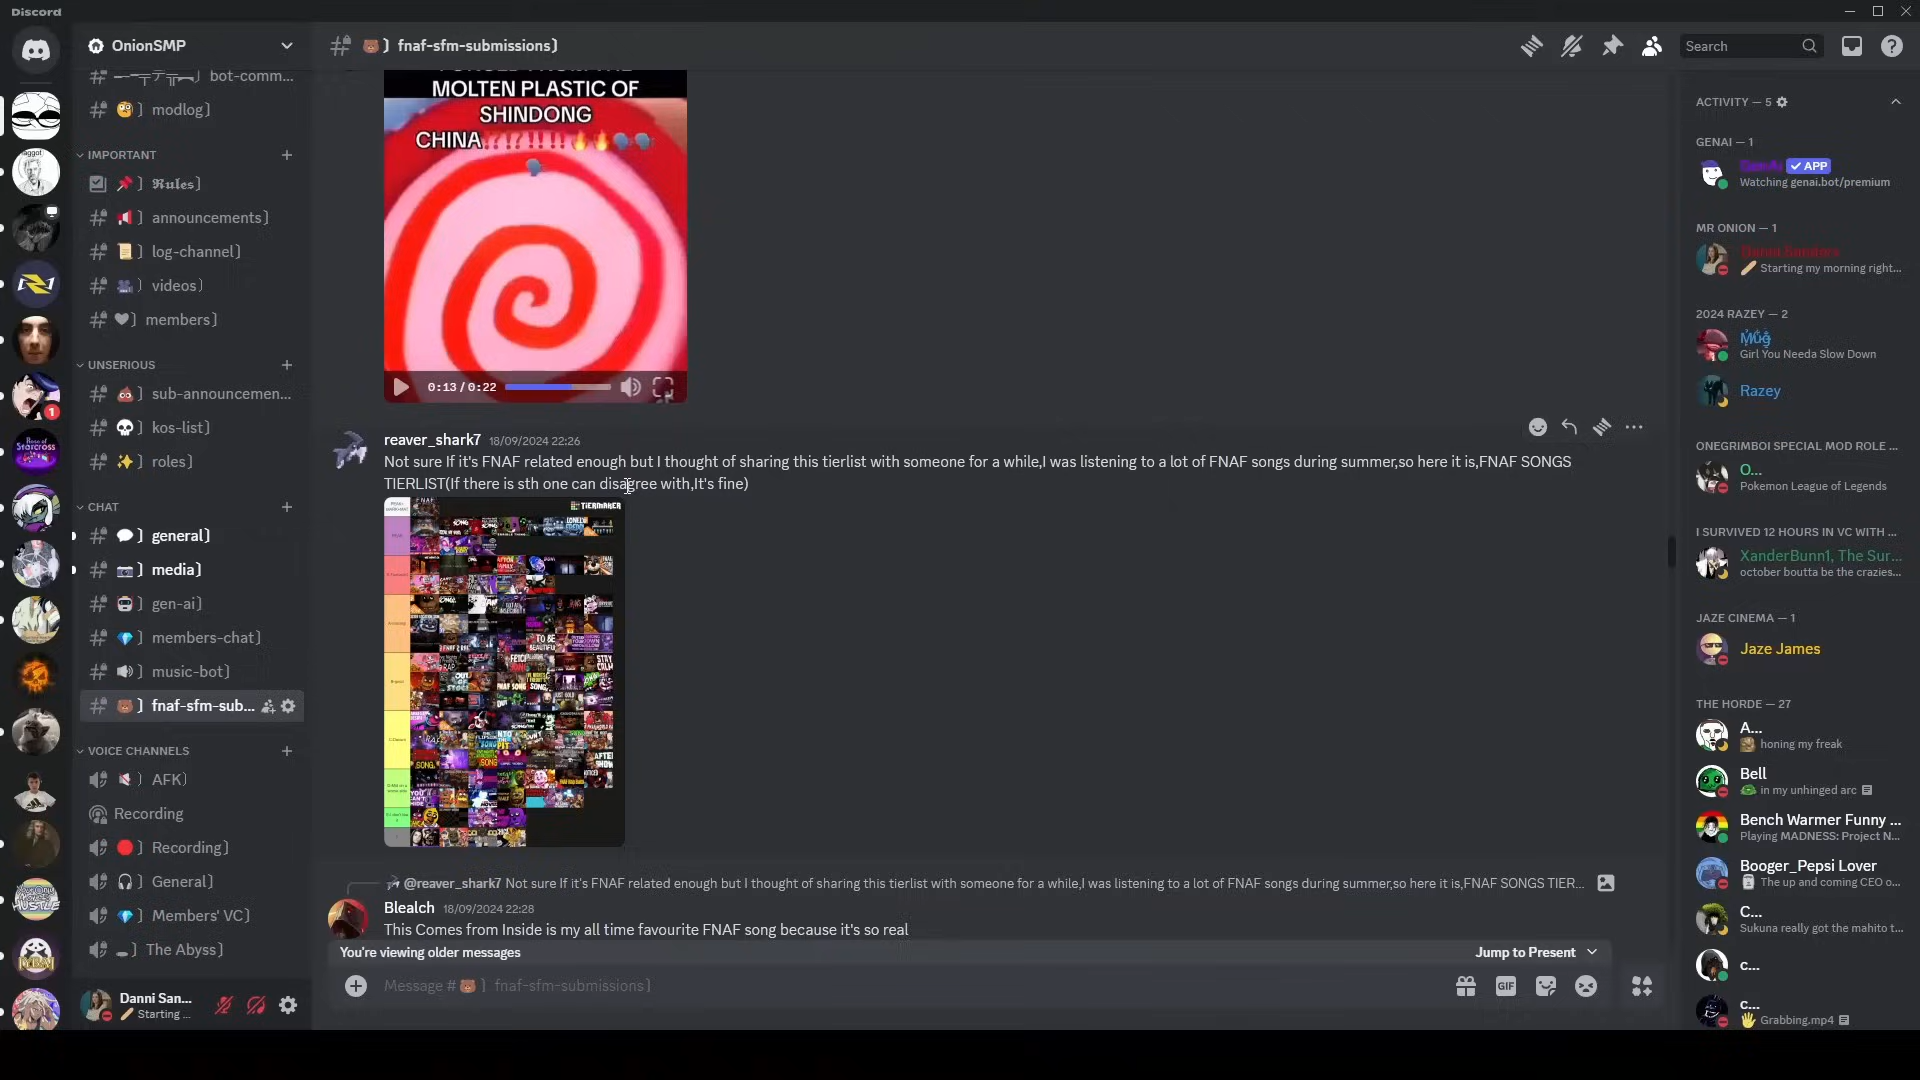 Discord
OnionSMP
bot-comm...
modlog
IMPORTANT
Rules
announcements
log-channel
videos
members
UNSERIOUS
sub-announcemen...
kos-list
roles
CHAT
general
media
gen-ai
members-chat
music-bot
fnaf-sfm-sub...
VOICE CHANNELS
AFK
Recording
Recording
General
Members' VC
The Abyss
Danni San...
Starting ...
1
fnaf-sfm-submissions
Search
MOLTEN PLASTIC OF
SHINDONG
CHINA
0:13 / 0:22
reaver_shark7 18/09/2024 22:26
Not sure If it's FNAF related enough but I thought of sharing this tierlist with someone for a while,I was listening to a lot of FNAF songs during summer,so here it is,FNAF SONGS
TIERLIST(If there is sth one can disagree with,It's fine)
TIERMAKER
@reaver_shark7 Not sure If it's FNAF related enough but I thought of sharing this tierlist with someone for a while,I was listening to a lot of FNAF songs during summer,so here it is,FNAF SONGS TIER...
Blealch 18/09/2024 22:28
This Comes from Inside is my all time favourite FNAF song because it's so real
You're viewing older messages
Jump to Present
Message # fnaf-sfm-submissions
GIF
ACTIVITY — 5
GENAI — 1
GenAI APP
Watching genai.bot/premium
MR ONION — 1
Danni Sanders
Starting my morning right...
2024 RAZEY — 2
Mug
Girl You Needa Slow Down
Razey
ONEGRIMBOI SPECIAL MOD ROLE ...
O...
Pokemon League of Legends
I SURVIVED 12 HOURS IN VC WITH ...
XanderBunn1, The Sur...
october boutta be the crazies...
JAZE CINEMA — 1
Jaze James
THE HORDE — 27
A...
honing my freak
Bell
in my unhinged arc
Bench Warmer Funny ...
Playing MADNESS: Project N...
Booger_Pepsi Lover
The up and coming CEO o...
C...
Sukuna really got the mahito t...
c...
c...
Grabbing.mp4